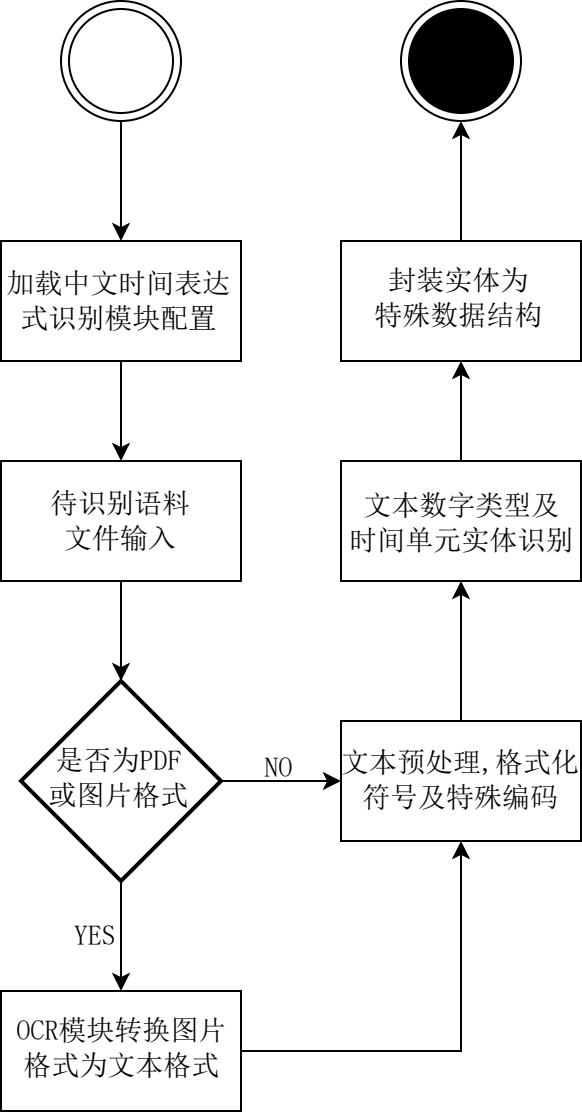 加载中文时间表达
式识别模块配置
待识别语料
文件输入
是否为PDF
或图片格式
NO
YES
OCR模块转换图片
格式为文本格式
文本预处理,格式化
符号及特殊编码
文本数字类型及
时间单元实体识别
封装实体为
特殊数据结构